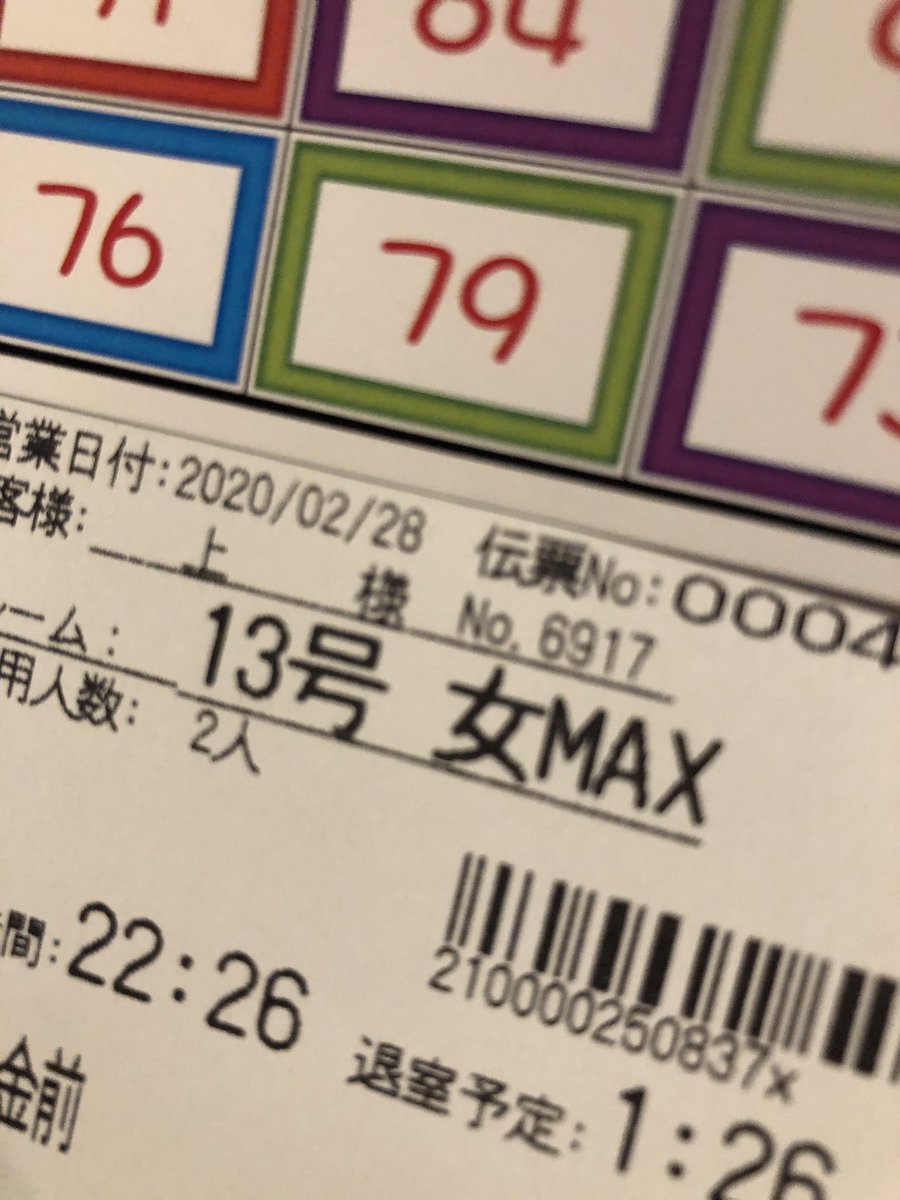 84
76 79
営業日付:2020/02/28 伝票No:0004
客様: 上 様 No. 6917
ーム: 13号 女MAX
用人数: 2人
210000250837x
間:22:26
退室予定: 1:26
金前